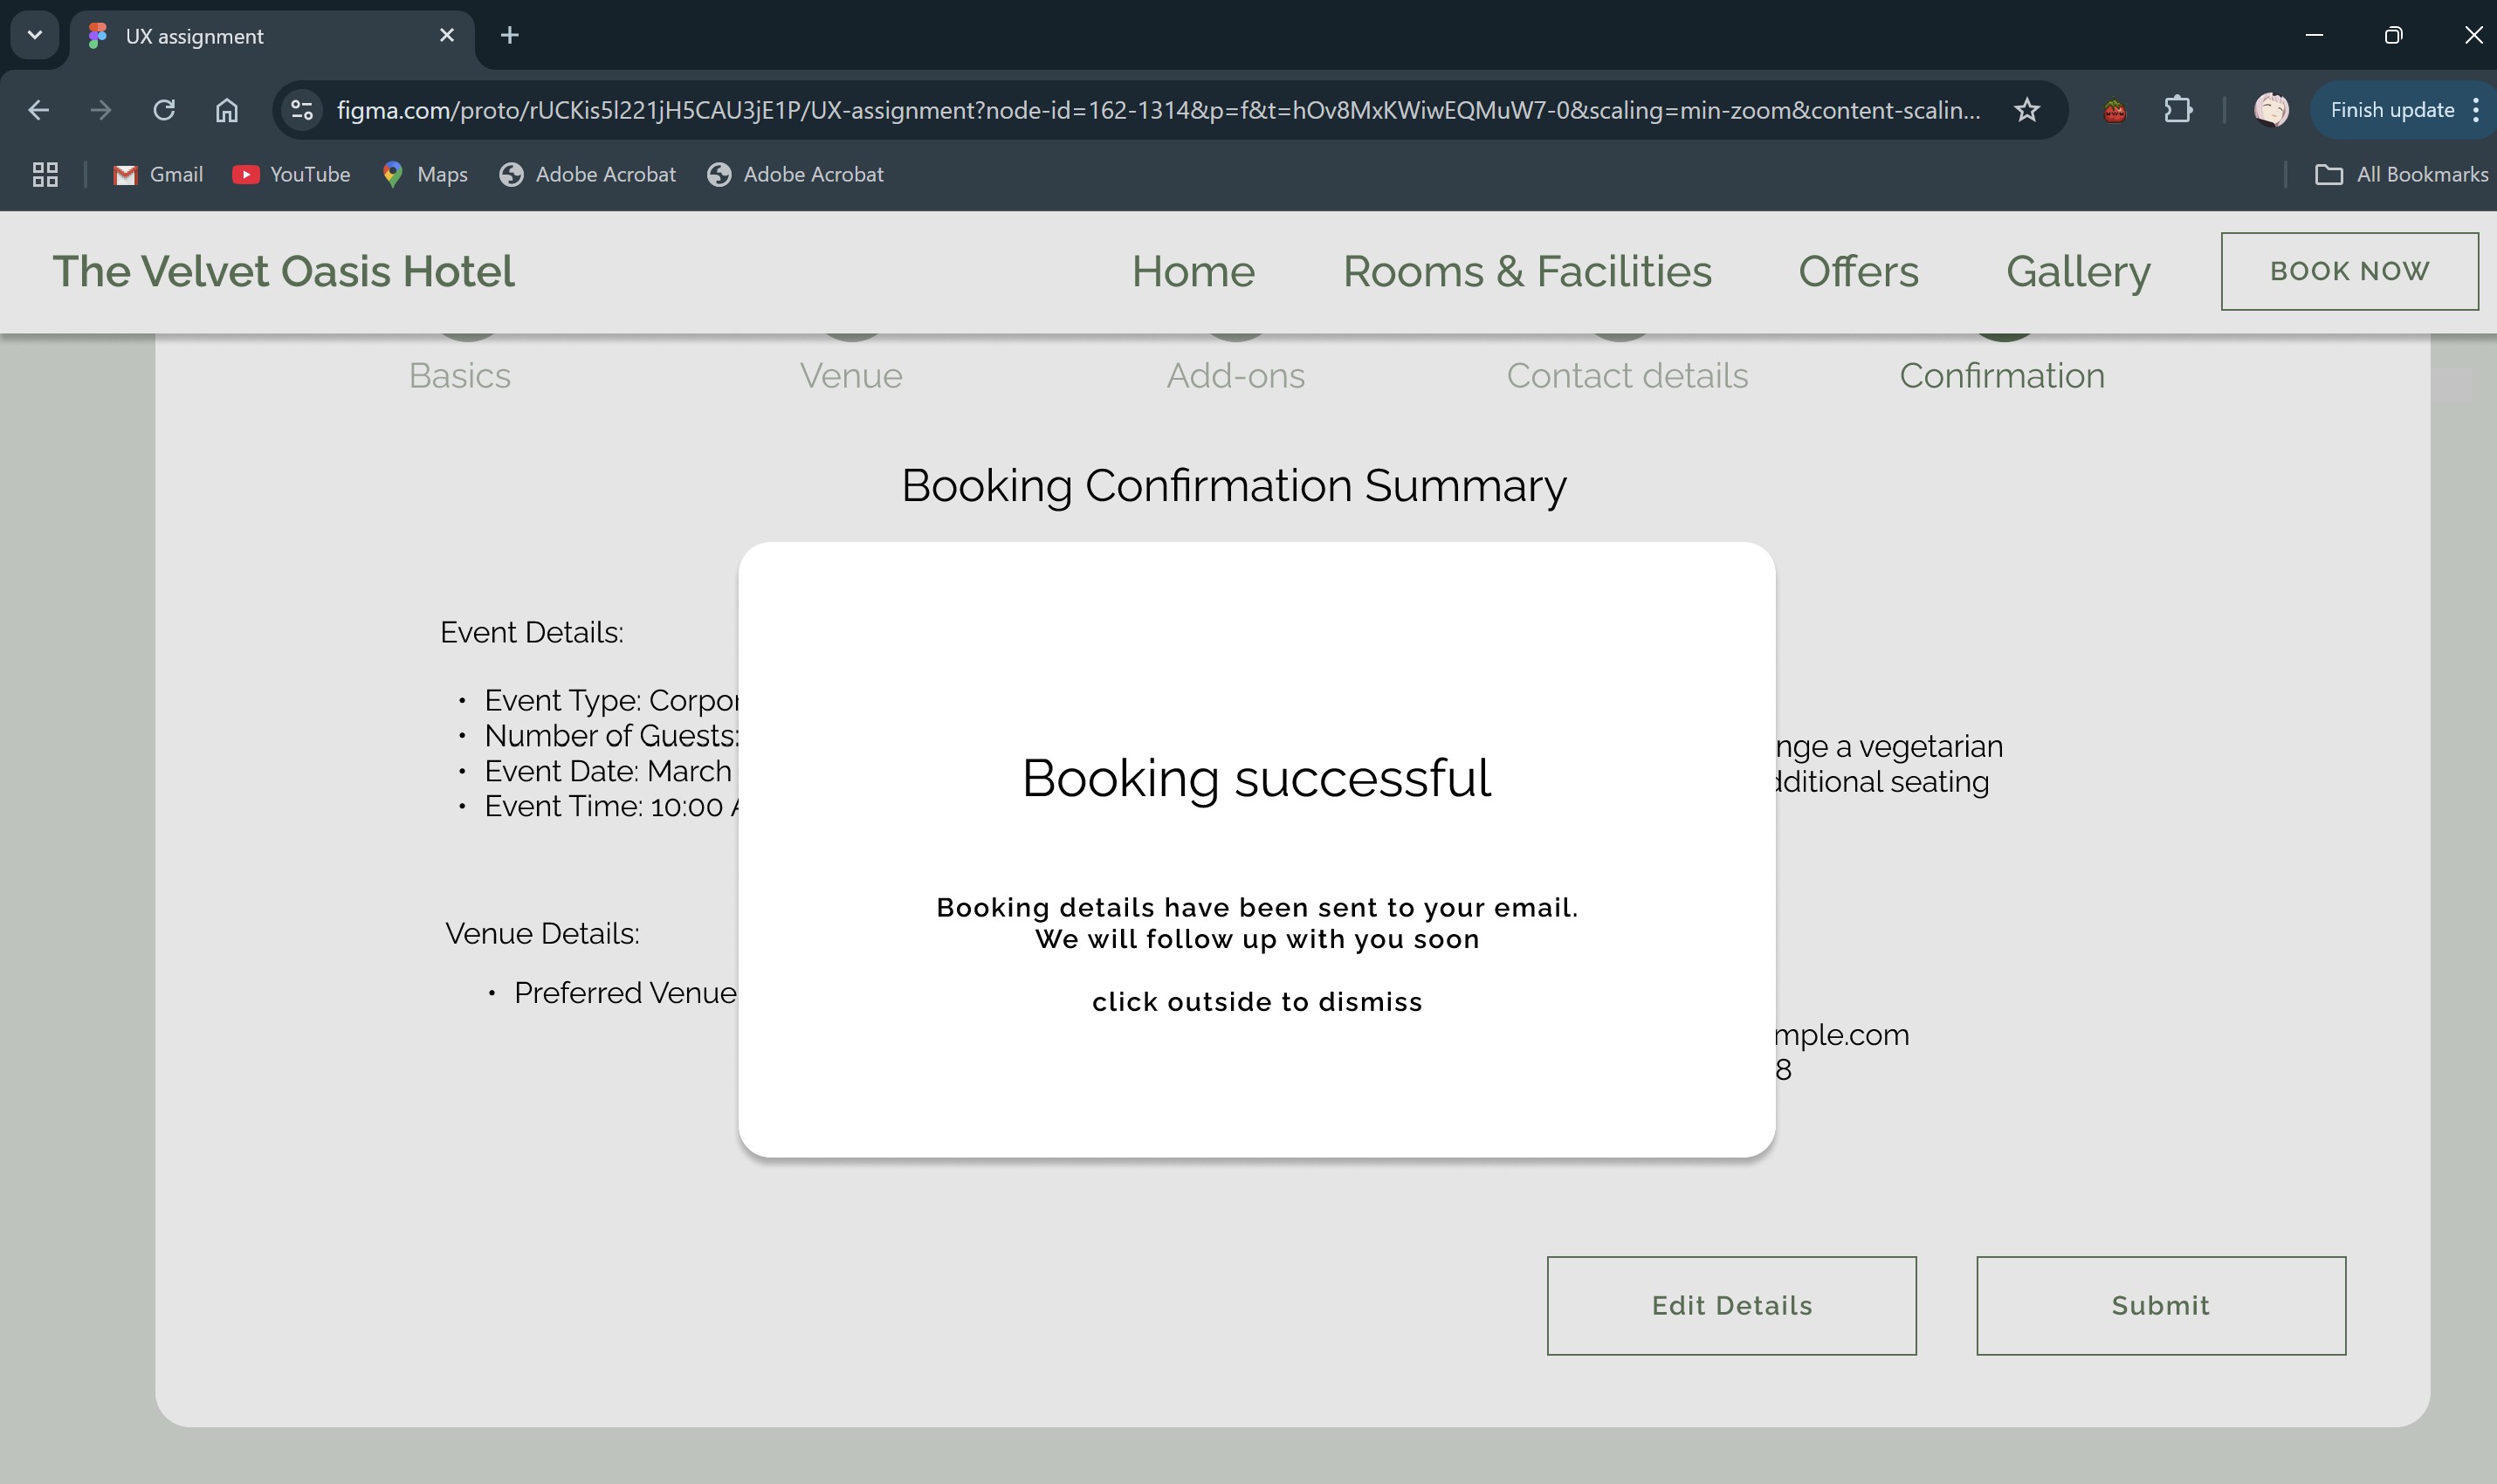 UX assignment
figma.com/proto/rUCKis5l221jH5CAU3jE1P/UX-assignment?node-id=162-1314&p=f&t=hOv8MxKWiwEQMuW7-0&scaling=min-zoom&content-scalin...
Finish update
Gmail YouTube Maps Adobe Acrobat Adobe Acrobat All Bookmarks
The Velvet Oasis Hotel Home Rooms & Facilities Offers Gallery BOOK NOW
Basics Venue Add-ons Contact details Confirmation
Booking Confirmation Summary
Event Details:
• Event Type: Corpor
• Number of Guests:
• Event Date: March
• Event Time: 10:00 A
Venue Details:
• Preferred Venue
Booking successful
Booking details have been sent to your email.
We will follow up with you soon
click outside to dismiss
nge a vegetarian
dditional seating
mple.com
8
Edit Details Submit